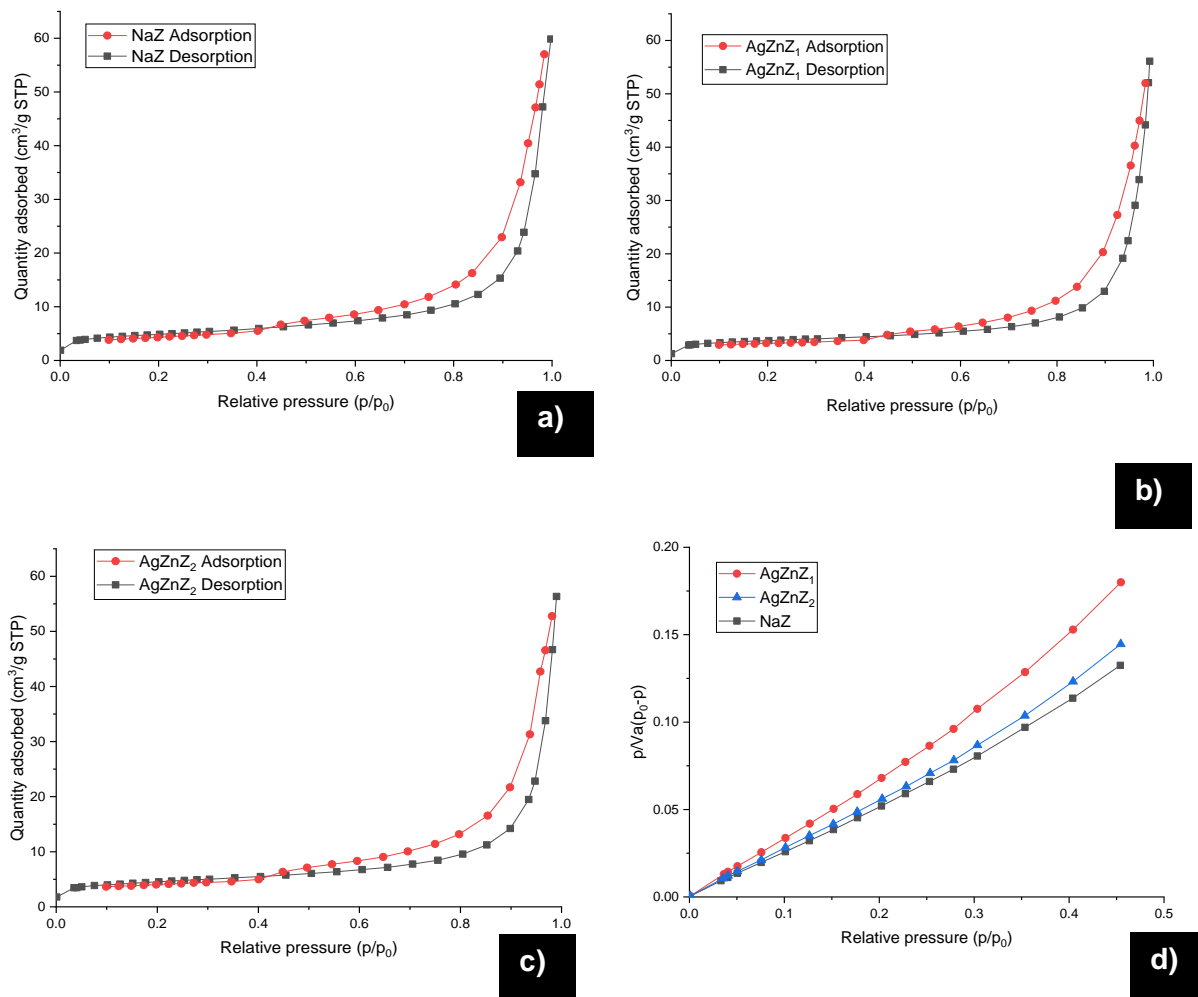 NaZ Adsorption
NaZ Desorption
Quantity adsorbed (cm³/g STP)
60
50
40
30
20
10
0
0.0 0.2 0.4 0.6 0.8 1.0
Relative pressure (p/p₀)
a)
AgZnZ₁ Adsorption
AgZnZ₁ Desorption
Quantity adsorbed (cm³/g STP)
60
50
40
30
20
10
0
0.0 0.2 0.4 0.6 0.8 1.0
Relative pressure (p/p₀)
b)
AgZnZ₂ Adsorption
AgZnZ₂ Desorption
Quantity adsorbed (cm³/g STP)
60
50
40
30
20
10
0
0.0 0.2 0.4 0.6 0.8 1.0
Relative pressure (p/p₀)
c)
AgZnZ₁
AgZnZ₂
NaZ
p/Va(p₀-p)
0.20
0.15
0.10
0.05
0.00
0.0 0.1 0.2 0.3 0.4 0.5
Relative pressure (p/p₀)
d)